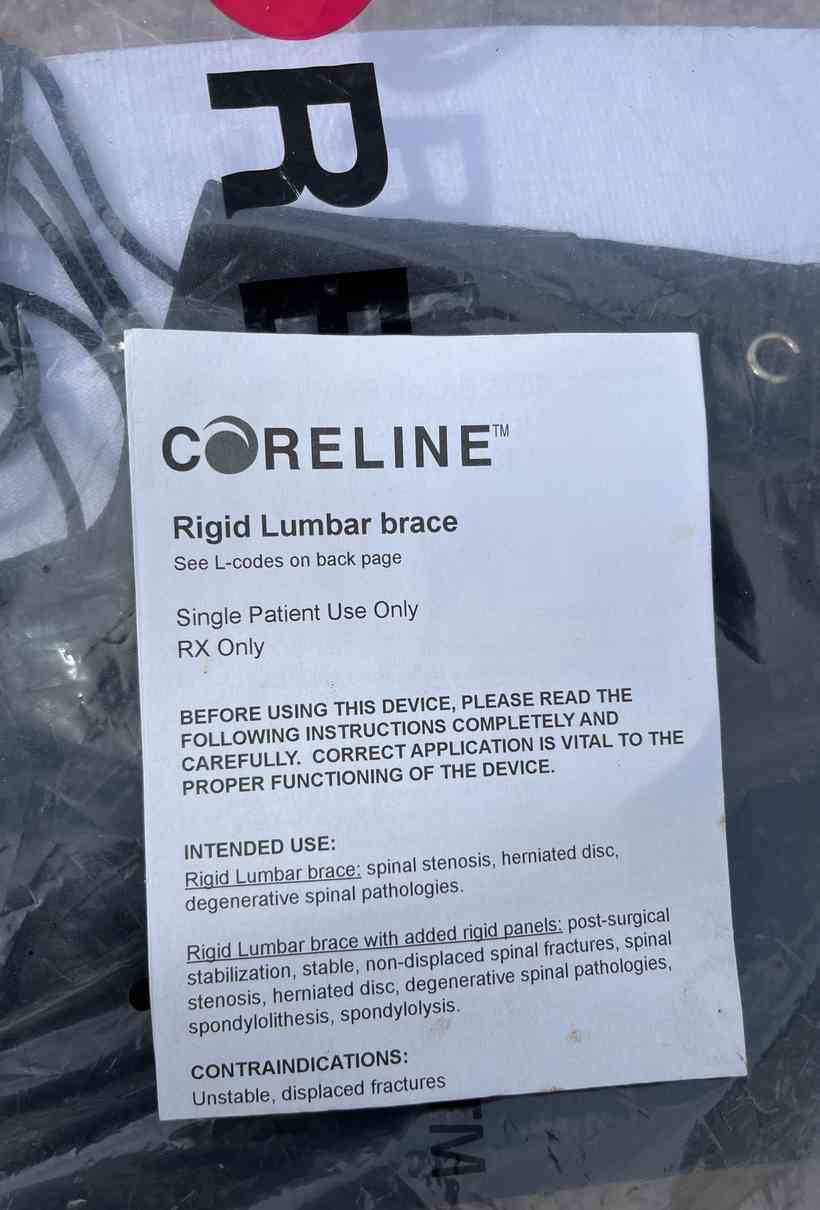 RE
CORELINE™
Rigid Lumbar brace
See L-codes on back page
Single Patient Use Only
RX Only
BEFORE USING THIS DEVICE, PLEASE READ THE
FOLLOWING INSTRUCTIONS COMPLETELY AND
CAREFULLY. CORRECT APPLICATION IS VITAL TO THE
PROPER FUNCTIONING OF THE DEVICE.
INTENDED USE:
Rigid Lumbar brace: spinal stenosis, herniated disc,
degenerative spinal pathologies.
Rigid Lumbar brace with added rigid panels: post-surgical
stabilization, stable, non-displaced spinal fractures, spinal
stenosis, herniated disc, degenerative spinal pathologies,
spondylolithesis, spondylolysis.
CONTRAINDICATIONS:
Unstable, displaced fractures
TM